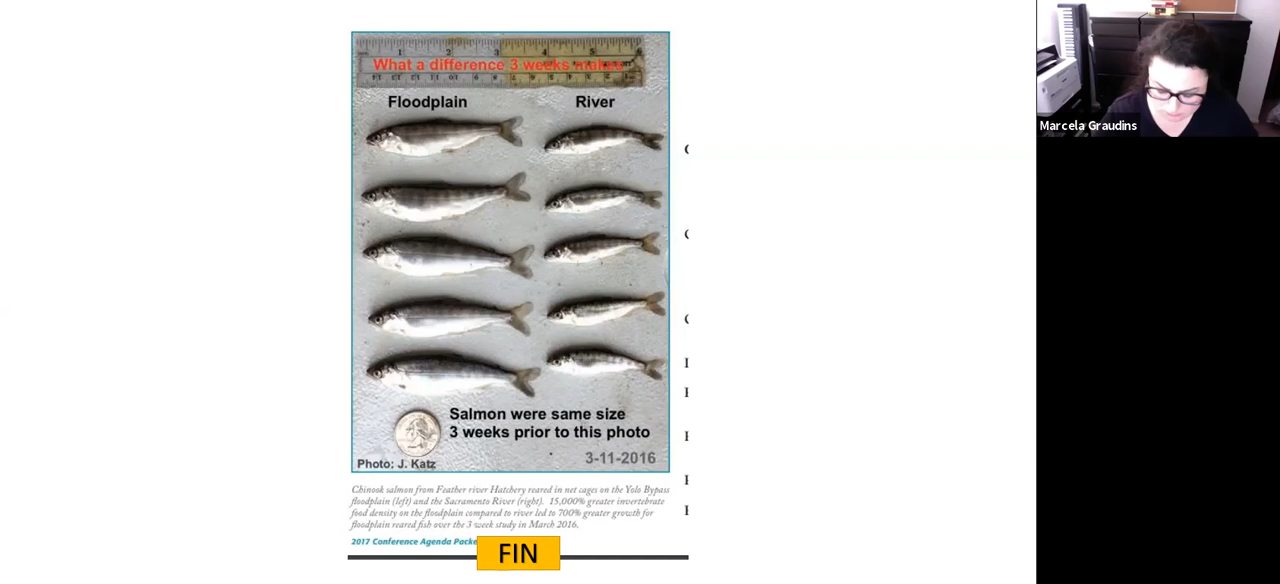 What a difference 3 weeks makes
Floodplain River
Salmon were same size
3 weeks prior to this photo
3-11-2016
Photo: J. Katz
Chinook salmon from Feather river Hatchery reared in net cages on the Yolo Bypass
floodplain (left) and the Sacramento River (right). 15,000% greater invertebrate
food density on the floodplain compared to river led to 700% greater growth for
floodplain reared fish over the 3 week study in March 2016.
2017 Conference Agenda
FIN
Marcela Graudins